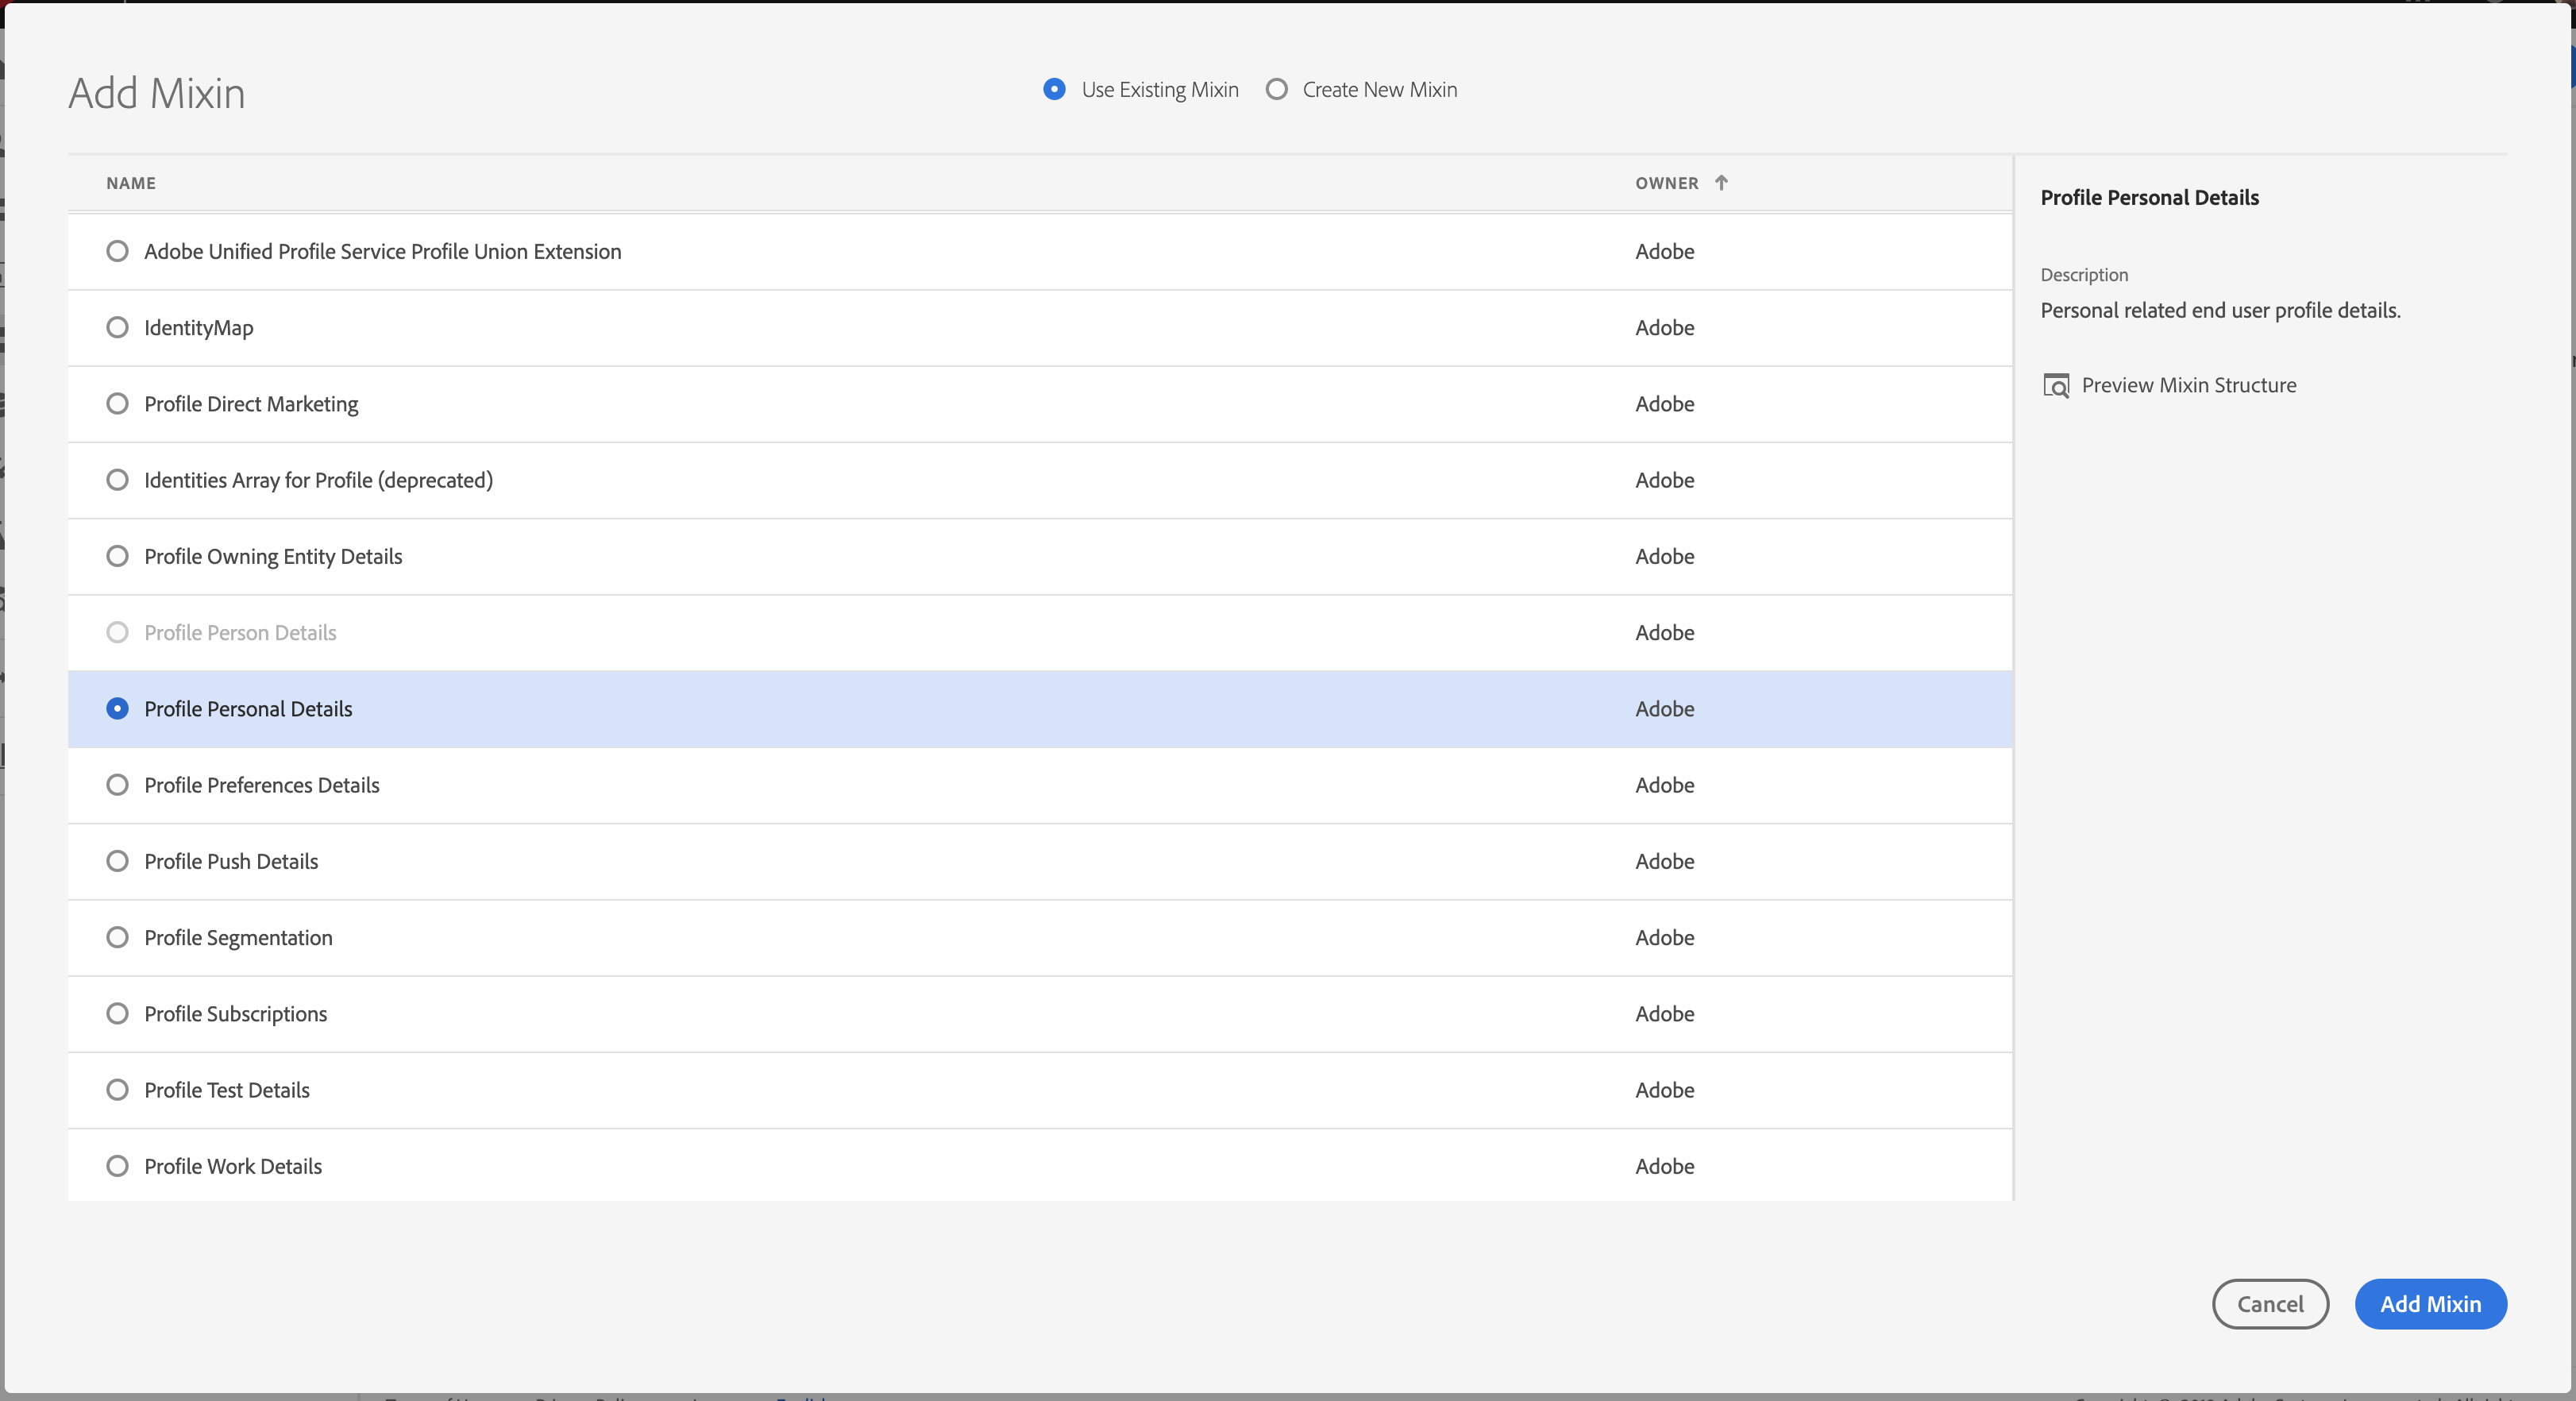 Add Mixin
Use Existing Mixin Create New Mixin
NAME OWNER
Adobe Unified Profile Service Profile Union Extension Adobe
IdentityMap Adobe
Profile Direct Marketing Adobe
Identities Array for Profile (deprecated) Adobe
Profile Owning Entity Details Adobe
Profile Person Details Adobe
Profile Personal Details Adobe
Profile Preferences Details Adobe
Profile Push Details Adobe
Profile Segmentation Adobe
Profile Subscriptions Adobe
Profile Test Details Adobe
Profile Work Details Adobe
Profile Personal Details
Description
Personal related end user profile details.
Preview Mixin Structure
Cancel Add Mixin